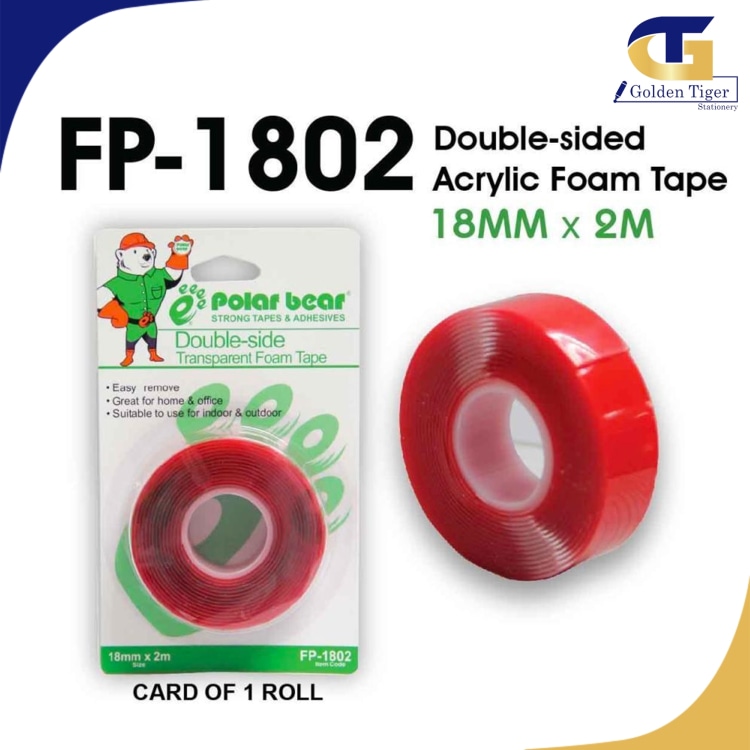 TG
Golden Tiger
Stationery
FP-1802
Double-sided
Acrylic Foam Tape
18MM x 2M
Polar bear
STRONG TAPES & ADHESIVES
Double-side
Transparent Foam Tape
• Easy remove
• Great for home & office
• Suitable to use for indoor & outdoor
18mm x 2m
Size
FP-1802
Item Code
CARD OF 1 ROLL